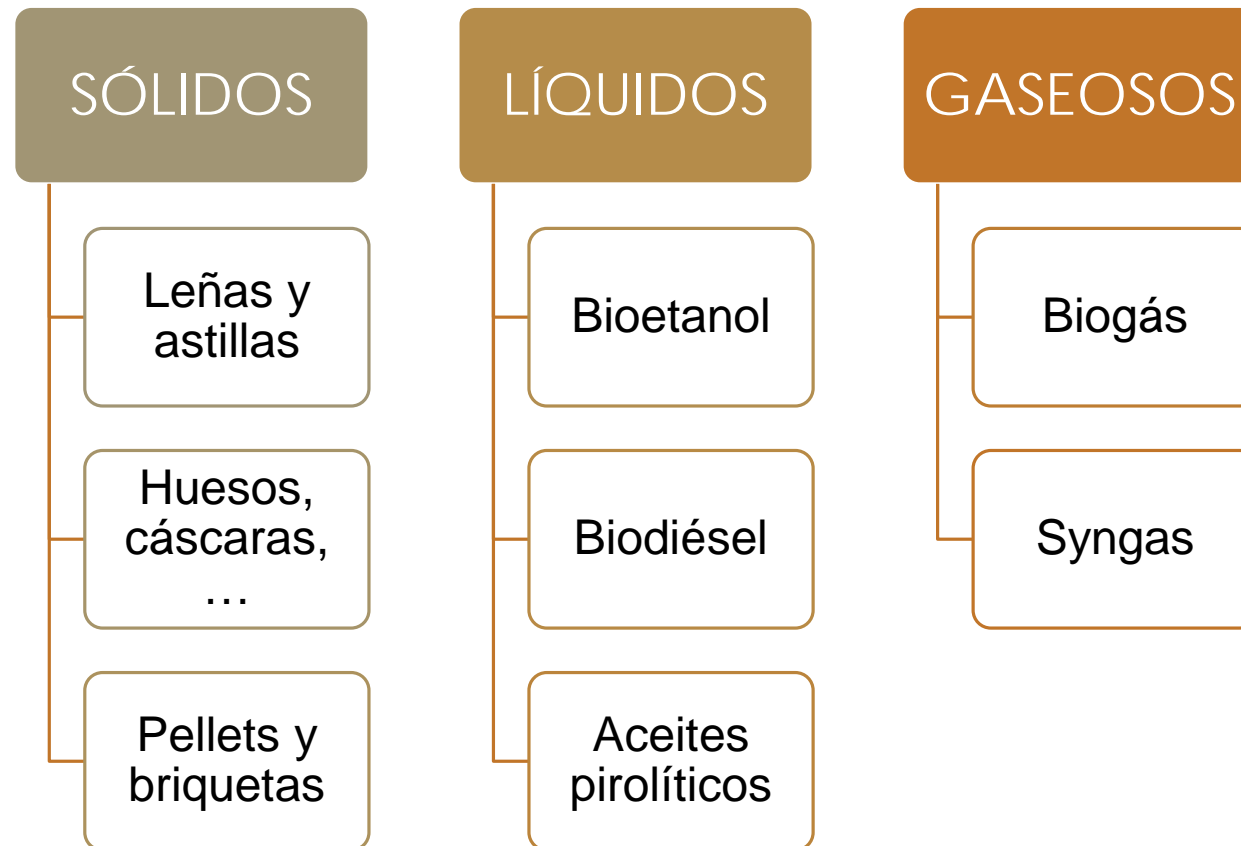 SÓLIDOS
Leñas y
astillas
Huesos,
cáscaras,
…
Pellets y
briquetas
LÍQUIDOS
Bioetanol
Biodiésel
Aceites
pirolíticos
GASEOSOS
Biogás
Syngas